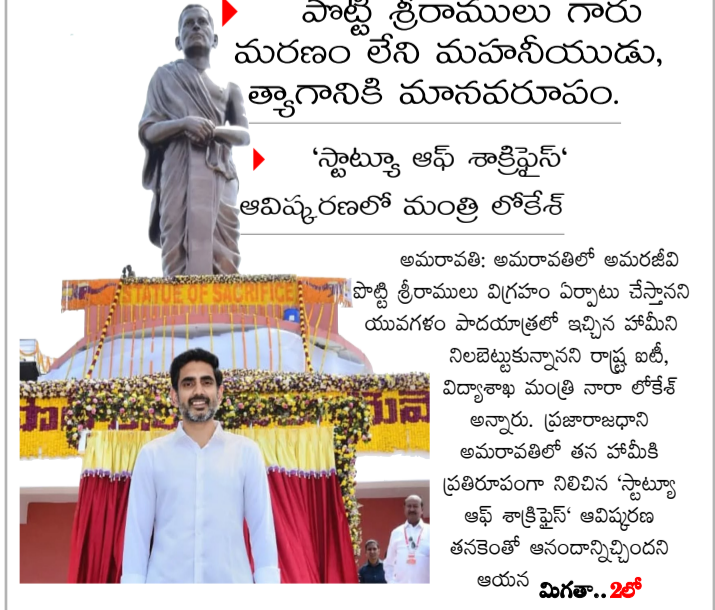 పొట్టి శ్రీరాములు గారు
మరణం లేని మహనీయుడు,
త్యాగానికి మానవరూపం.
‘స్టాట్యూ ఆఫ్ శాక్రిఫైస్‘
ఆవిష్కరణలో మంత్రి లోకేశ్
STATUE OF SACRIFICE
అమరావతి: అమరావతిలో అమరజీవి
పొట్టి శ్రీరాములు విగ్రహం ఏర్పాటు చేస్తానని
యువగళం పాదయాత్రలో ఇచ్చిన హామీని
నిలబెట్టుకున్నానని రాష్ట్ర ఐటీ,
విద్యాశాఖ మంత్రి నారా లోకేశ్
అన్నారు. ప్రజారాజధాని
అమరావతిలో తన హామీకి
ప్రతిరూపంగా నిలిచిన ‘స్టాట్యూ
ఆఫ్ శాక్రిఫైస్‘ ఆవిష్కరణ
తనకెంతో ఆనందాన్నిచ్చిందని
ఆయన మిగతా.. 2లో